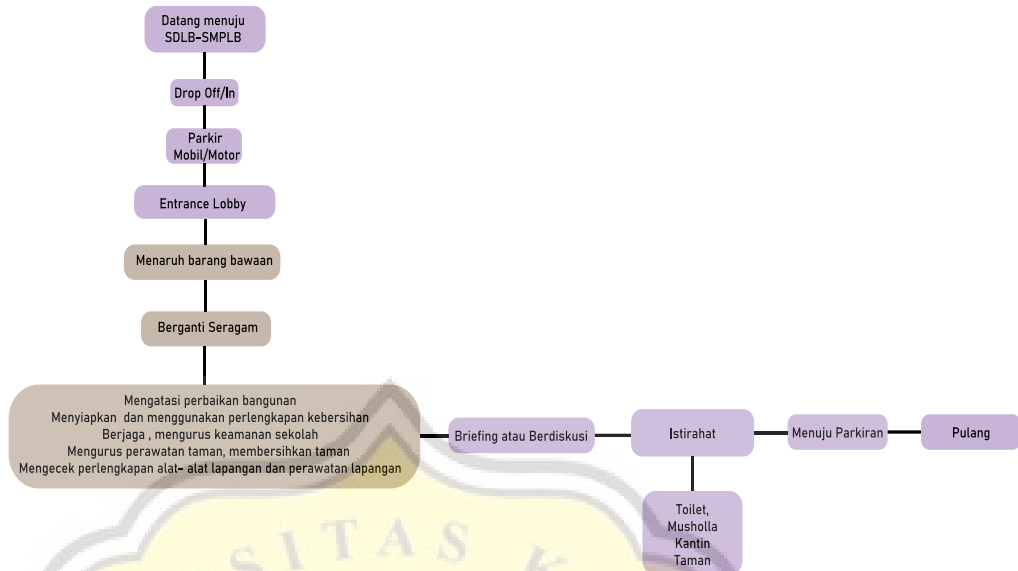 Datang menuju
SDLB-SMPLB
Drop Off/In
Parkir
Mobil/Motor
Entrance Lobby
Menaruh barang bawaan
Berganti Seragam
Mengatasi perbaikan bangunan
Menyiapkan dan menggunakan perlengkapan kebersihan
Berjaga , mengurus keamanan sekolah
Mengurus perawatan taman, membersihkan taman
Mengecek perlengkapan alat- alat lapangan dan perawatan lapangan
Briefing atau Berdiskusi
Istirahat
Menuju Parkiran
Pulang
Toilet,
Musholla
Kantin
Taman
SITAS K